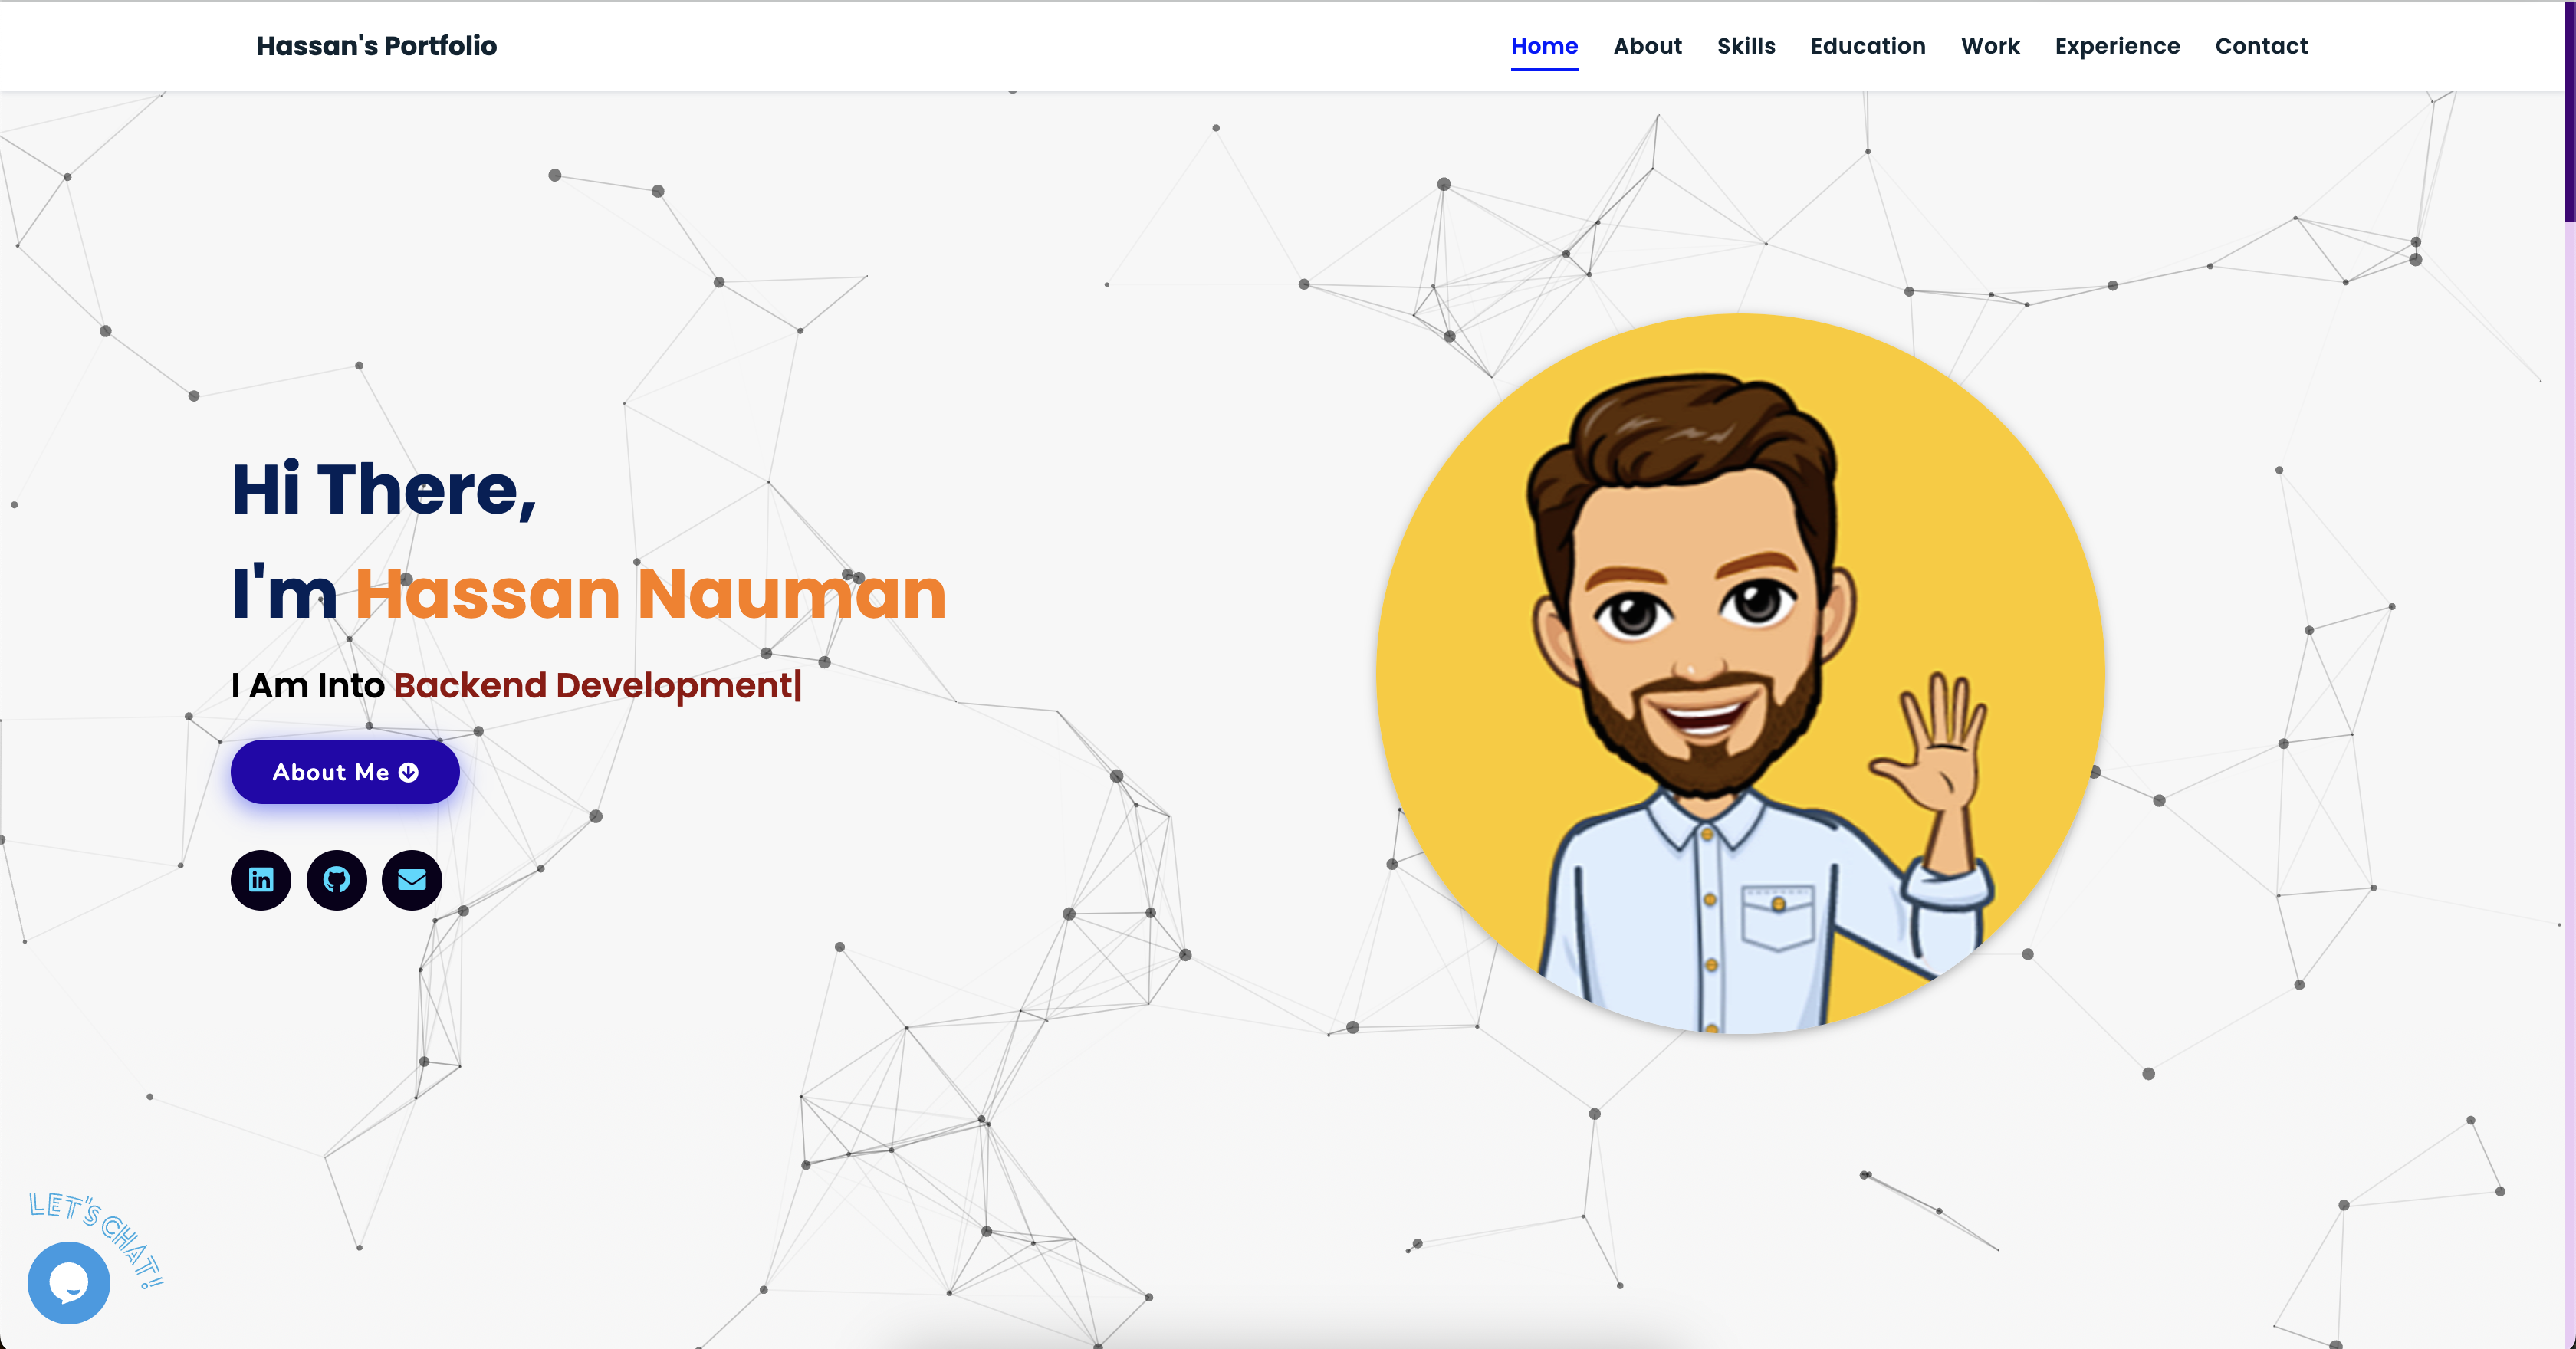 Hassan's Portfolio
Home About Skills Education Work Experience Contact
Hi There,
I'm Hassan Nauman
I Am Into Backend Development|
About Me
in
LET'S CHAT!